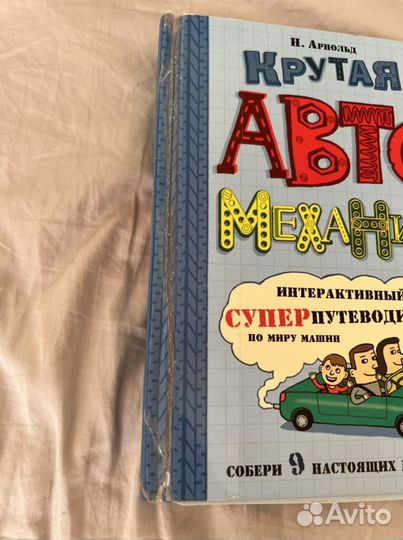 Н. Арнольд
Крутая
АВТО
МЕХАНИ
ИНТЕРАКТИВНЫЙ
СУПЕРПУТЕВОДИ
ПО МИРУ МАШИН
СОБЕРИ 9 НАСТОЯЩИХ
Avito